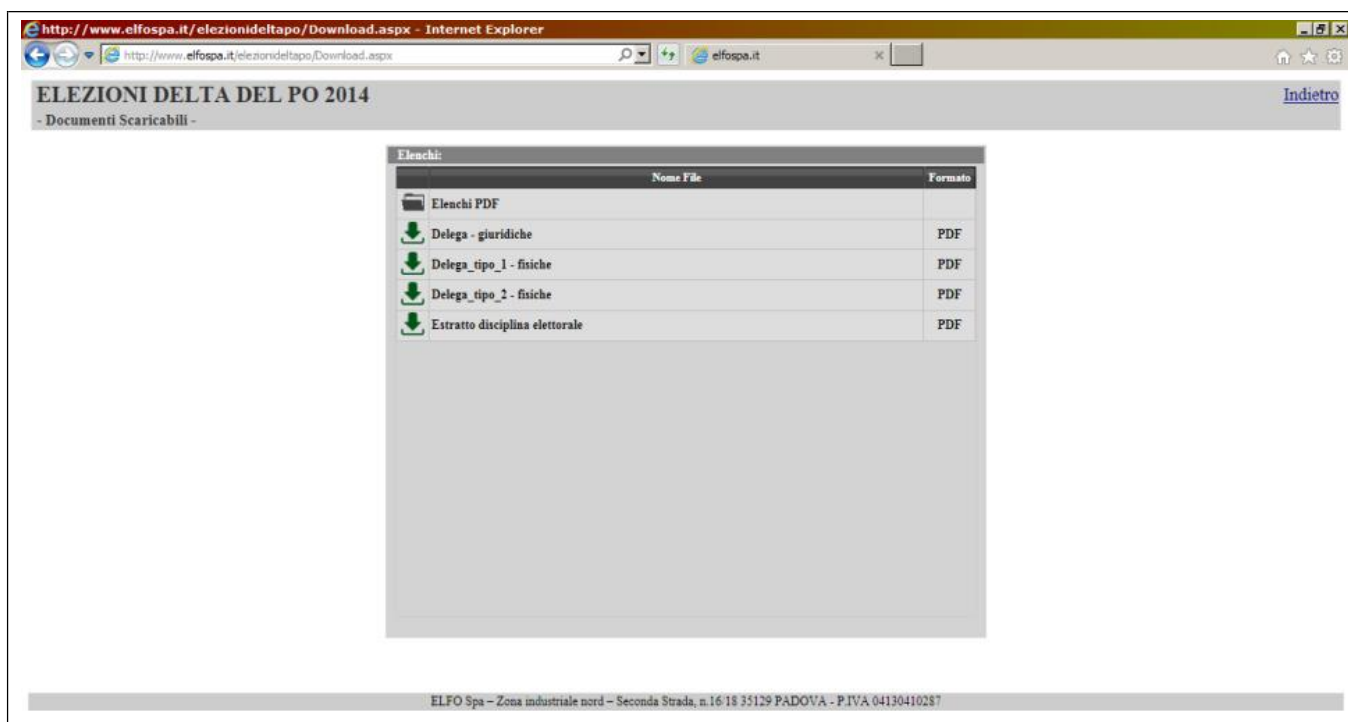 http://www.elfospa.it/elezionideltapo/Download.aspx - Internet Explorer
http://www.elfospa.it/elezionideltapo/Download.aspx elfospa.it
ELEZIONI DELTA DEL PO 2014 Indietro
- Documenti Scaricabili -
Elenchi:
Nome File Formato
Elenchi PDF
Delega - giuridiche PDF
Delega_tipo_1 - fisiche PDF
Delega_tipo_2 - fisiche PDF
Estratto disciplina elettorale PDF
ELFO Spa – Zona industriale nord – Seconda Strada, n.16/18 35129 PADOVA - P.IVA 04130410287